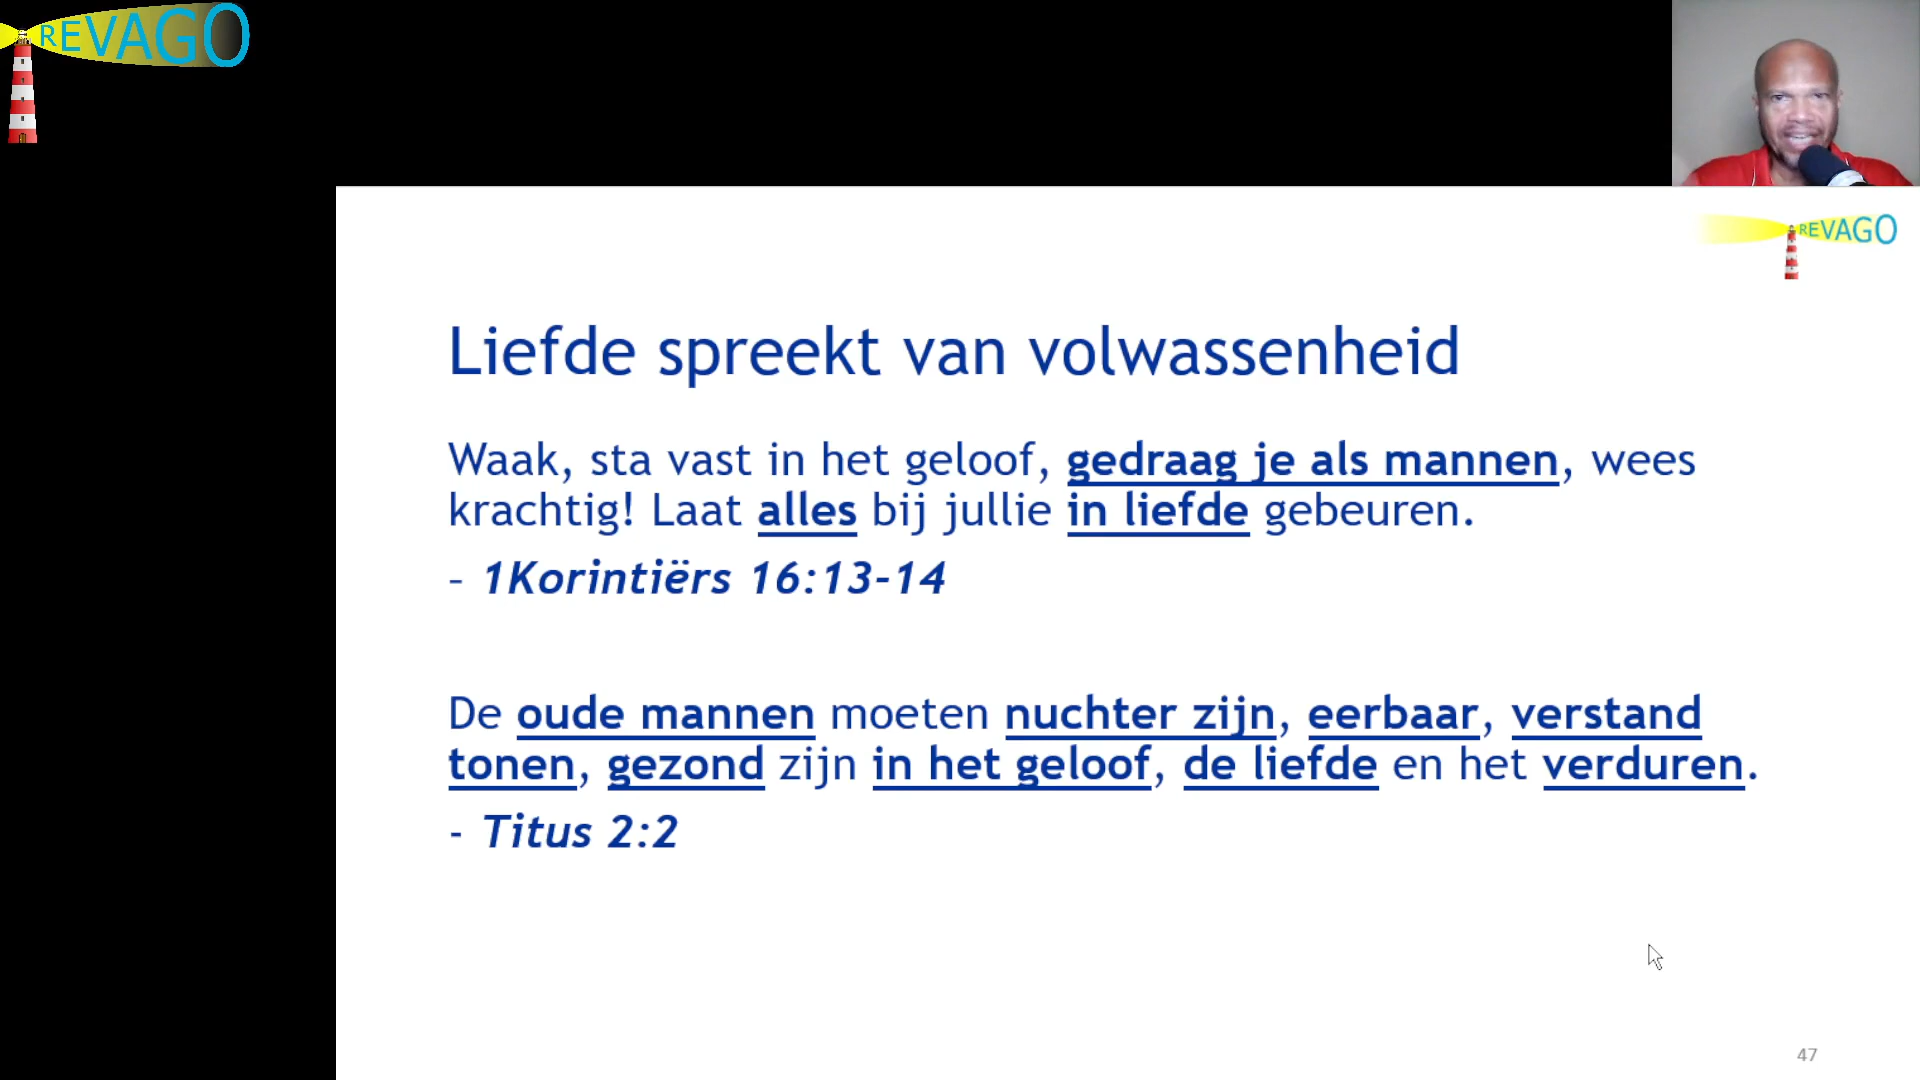 REVAGO
REVAGO
Liefde spreekt van volwassenheid
Waak, sta vast in het geloof, gedraag je als mannen, wees
krachtig! Laat alles bij jullie in liefde gebeuren.
– 1Korintiërs 16:13-14
De oude mannen moeten nuchter zijn, eerbaar, verstand
tonen, gezond zijn in het geloof, de liefde en het verduren.
- Titus 2:2
47